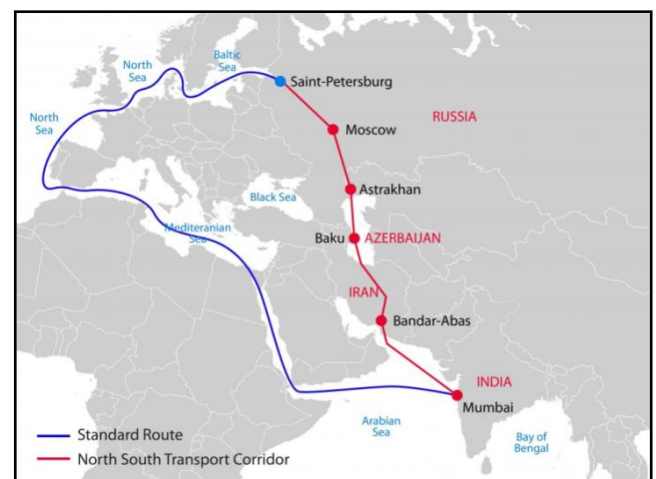 Baltic
Sea
North
Sea
Saint-Petersburg
North
Sea
RUSSIA
Moscow
Astrakhan
Black Sea
Mediteranian
Sea
Baku
AZERBAIJAN
IRAN
Bandar-Abas
INDIA
Mumbai
Arabian
Sea
Bay of
Bengal
Standard Route
North South Transport Corridor